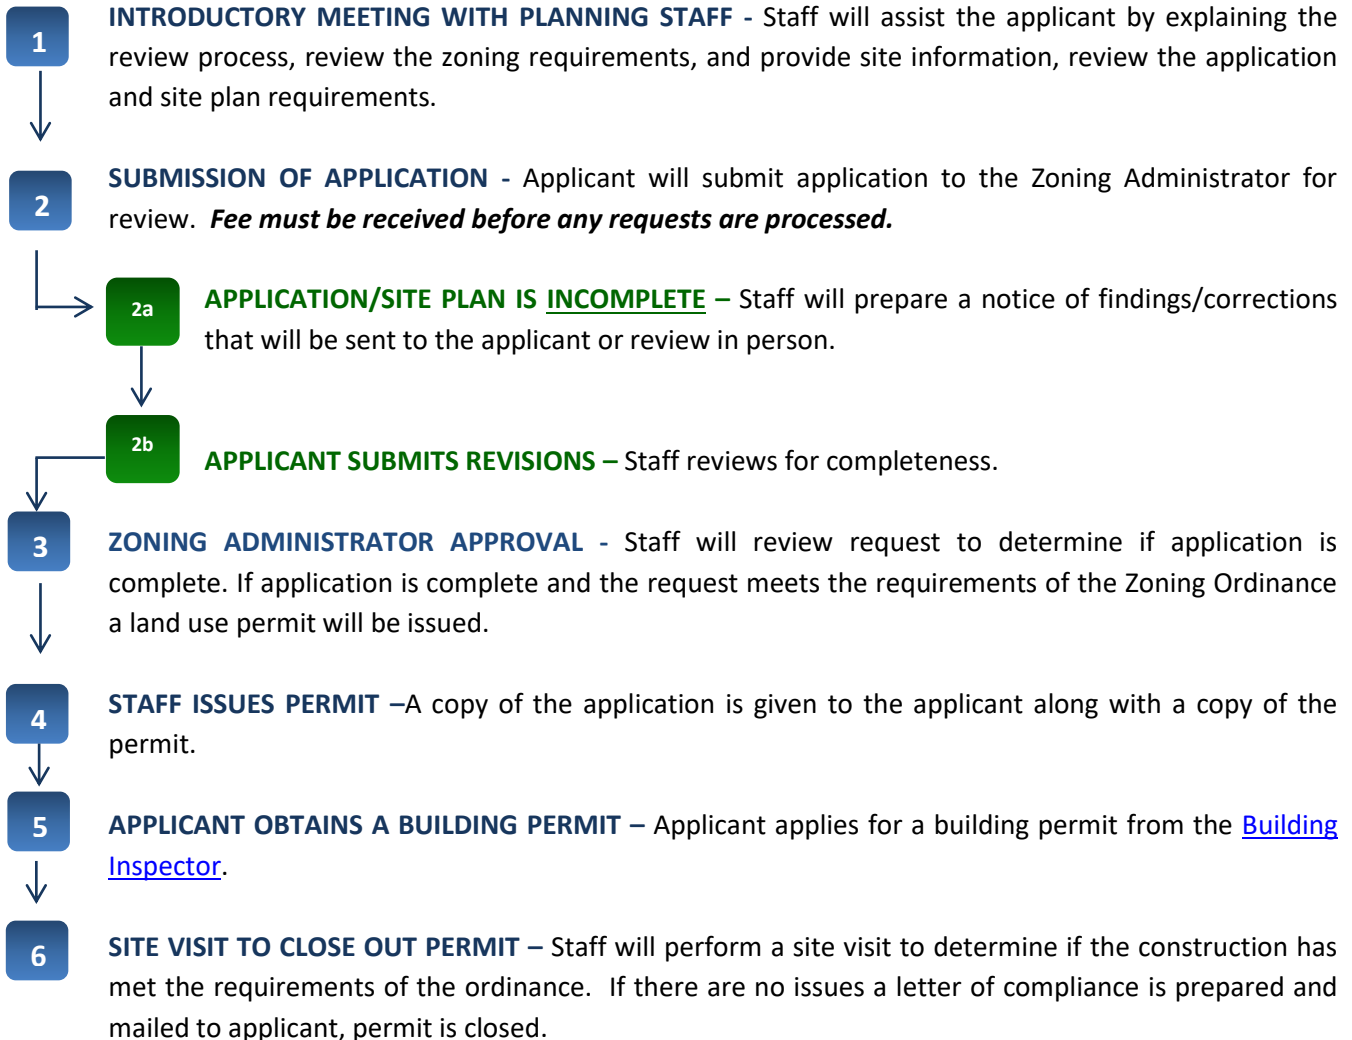 1
INTRODUCTORY MEETING WITH PLANNING STAFF - Staff will assist the applicant by explaining the
review process, review the zoning requirements, and provide site information, review the application
and site plan requirements.
2
SUBMISSION OF APPLICATION - Applicant will submit application to the Zoning Administrator for
review. Fee must be received before any requests are processed.
2a
APPLICATION/SITE PLAN IS INCOMPLETE – Staff will prepare a notice of findings/corrections
that will be sent to the applicant or review in person.
2b
APPLICANT SUBMITS REVISIONS – Staff reviews for completeness.
3
ZONING ADMINISTRATOR APPROVAL - Staff will review request to determine if application is
complete. If application is complete and the request meets the requirements of the Zoning Ordinance
a land use permit will be issued.
4
STAFF ISSUES PERMIT –A copy of the application is given to the applicant along with a copy of the
permit.
5
APPLICANT OBTAINS A BUILDING PERMIT – Applicant applies for a building permit from the Building
Inspector.
6
SITE VISIT TO CLOSE OUT PERMIT – Staff will perform a site visit to determine if the construction has
met the requirements of the ordinance. If there are no issues a letter of compliance is prepared and
mailed to applicant, permit is closed.